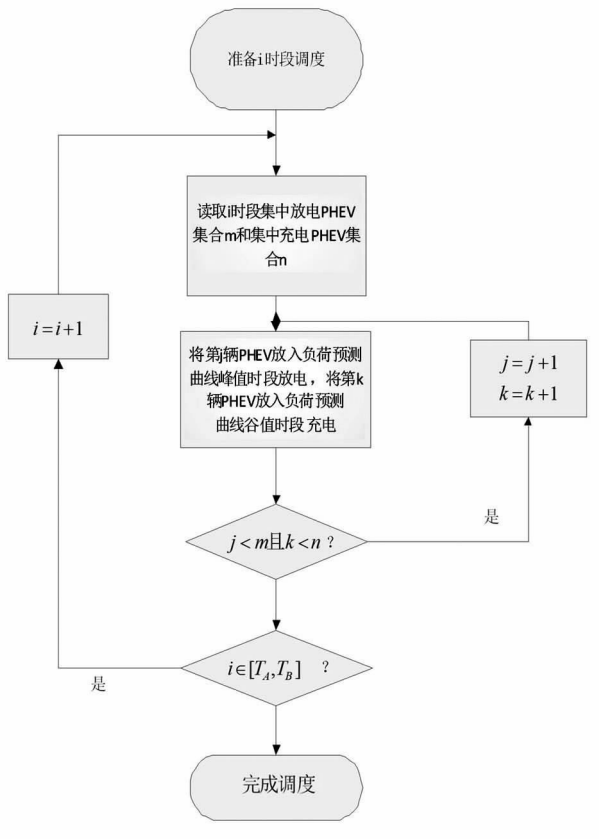 准备i时段调度
读取i时段集中放电PHEV
集合m和集中充电PHEV集
合n
i=i+1
将第j辆PHEV放入负荷预测
曲线峰值时段放电，将第k
辆PHEV放入负荷预测
曲线谷值时段充电
j=j+1
k=k+1
j<m且k<n？
是
i∈[T_A,T_B] ？
是
完成调度